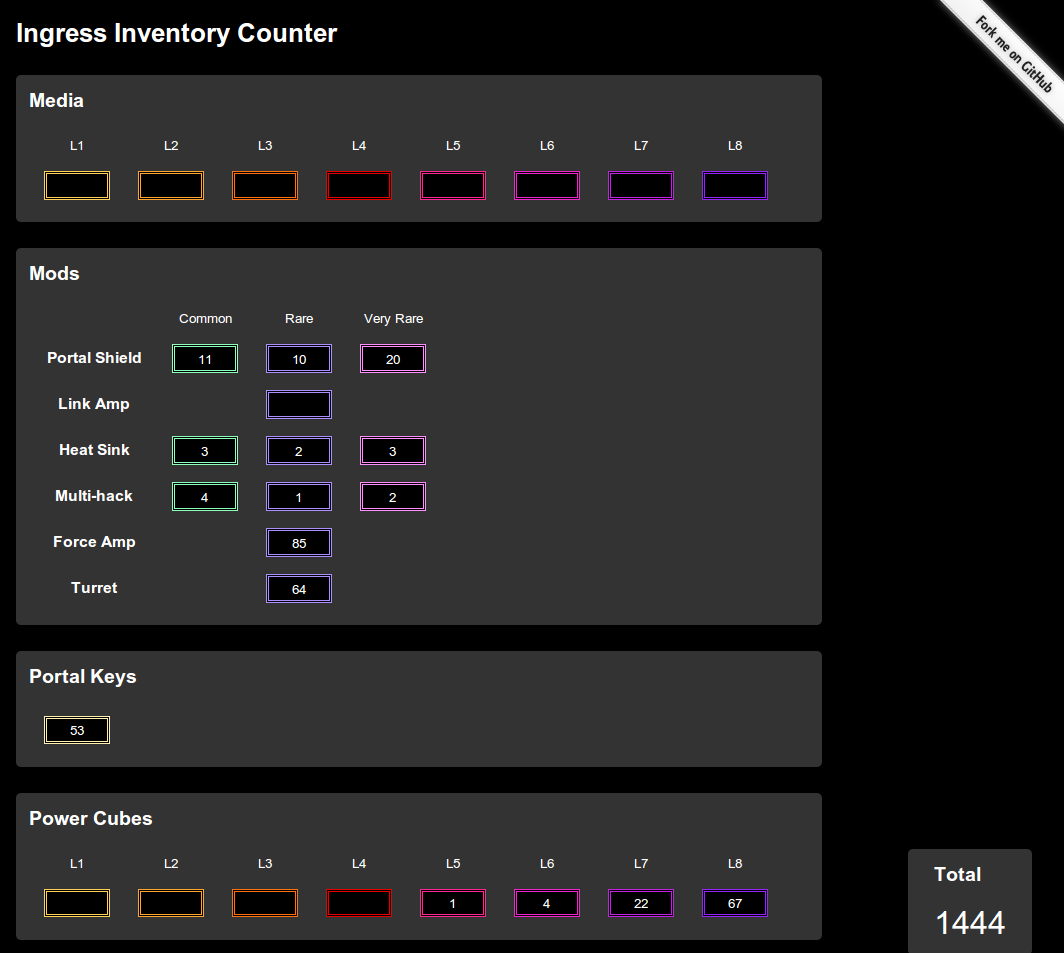 Ingress Inventory Counter
Fork me on GitHub
Media
L1 L2 L3 L4 L5 L6 L7 L8
Mods
Common Rare Very Rare
Portal Shield 11 10 20
Link Amp
Heat Sink 3 2 3
Multi-hack 4 1 2
Force Amp 85
Turret 64
Portal Keys
53
Power Cubes
L1 L2 L3 L4 L5 L6 L7 L8
1 4 22 67
Total
1444